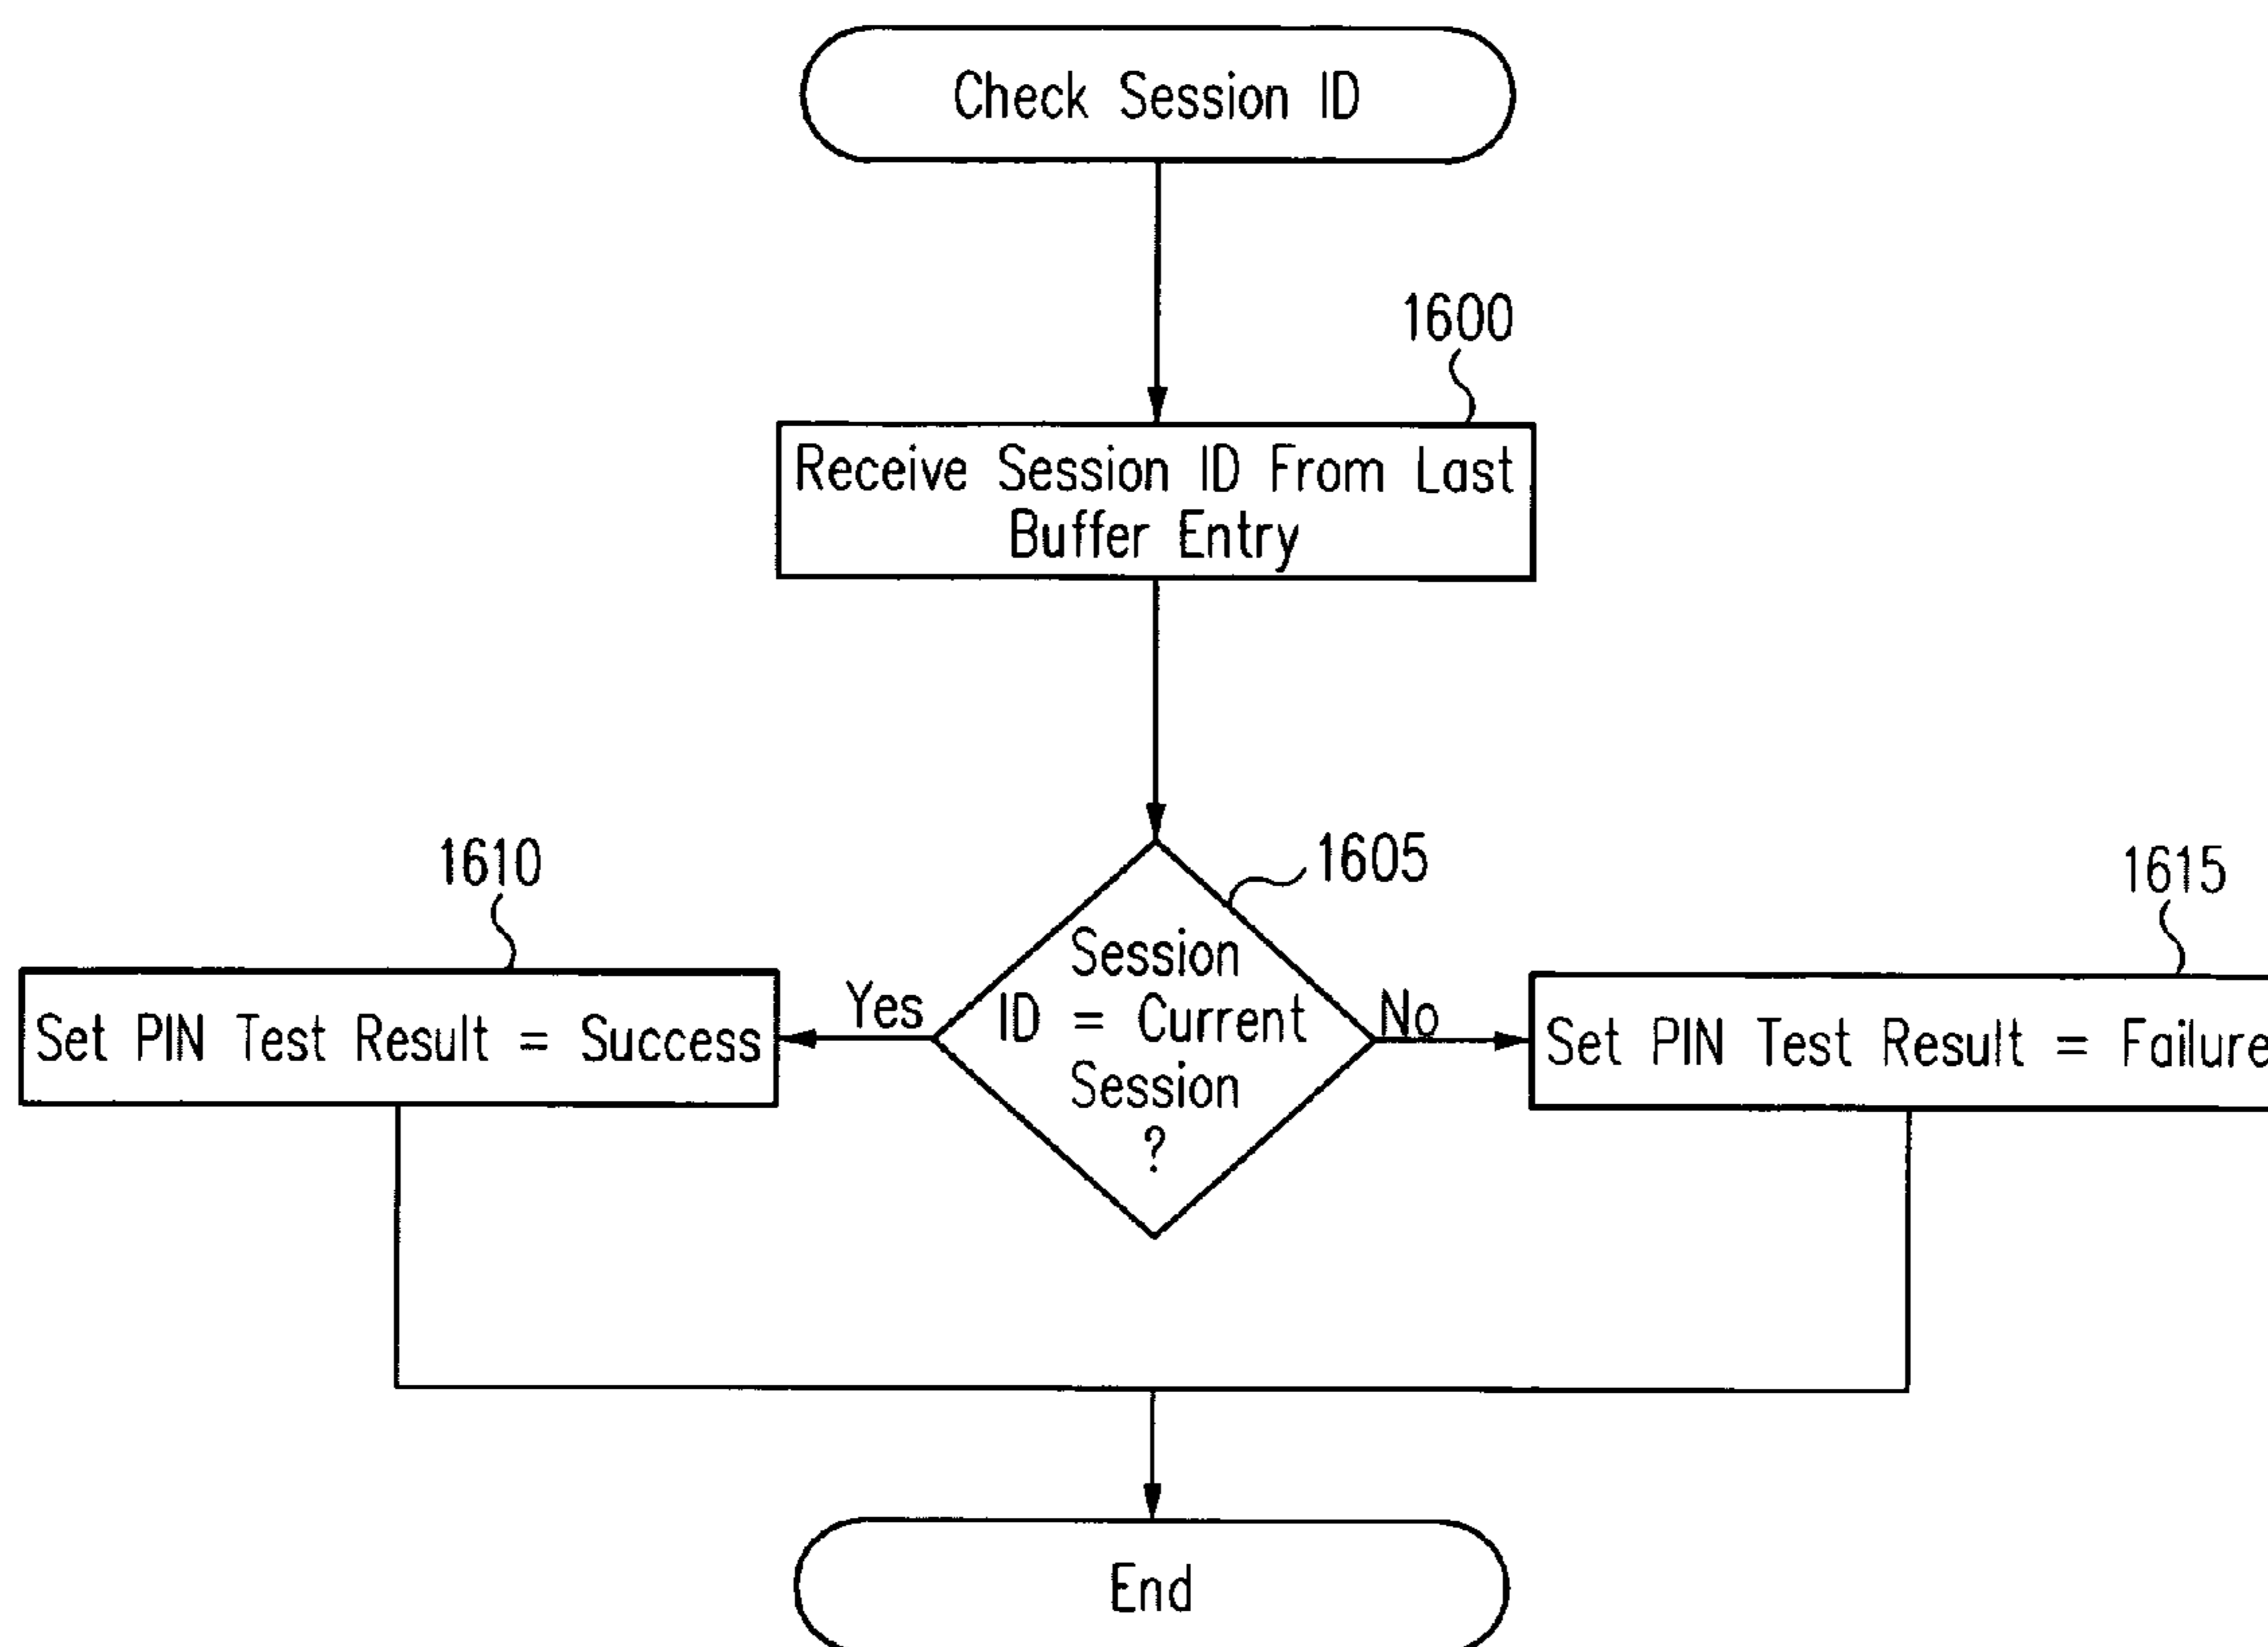 Check Session ID
1600
Receive Session ID From Last
Buffer Entry
1610
1605
1615
Session
ID = Current
Session
?
Yes
No
Set PIN Test Result = Success
Set PIN Test Result = Failure
End